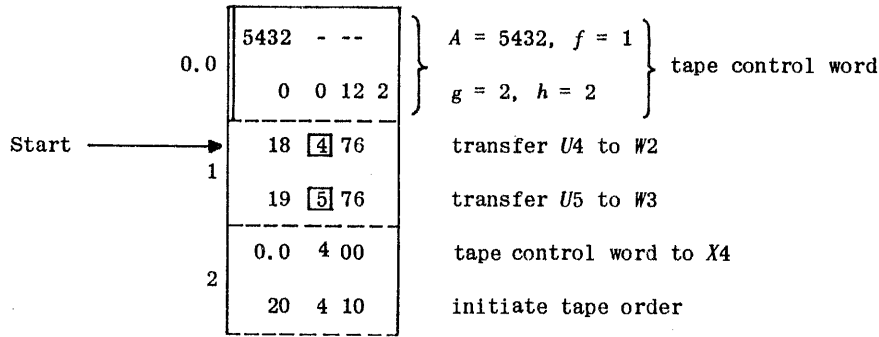 5432 - -- A = 5432, f = 1
0.0 tape control word
0 0 12 2 g = 2, h = 2
Start 18 4 76 transfer U4 to W2
1
19 5 76 transfer U5 to W3
0.0 4 00 tape control word to X4
2
20 4 10 initiate tape order